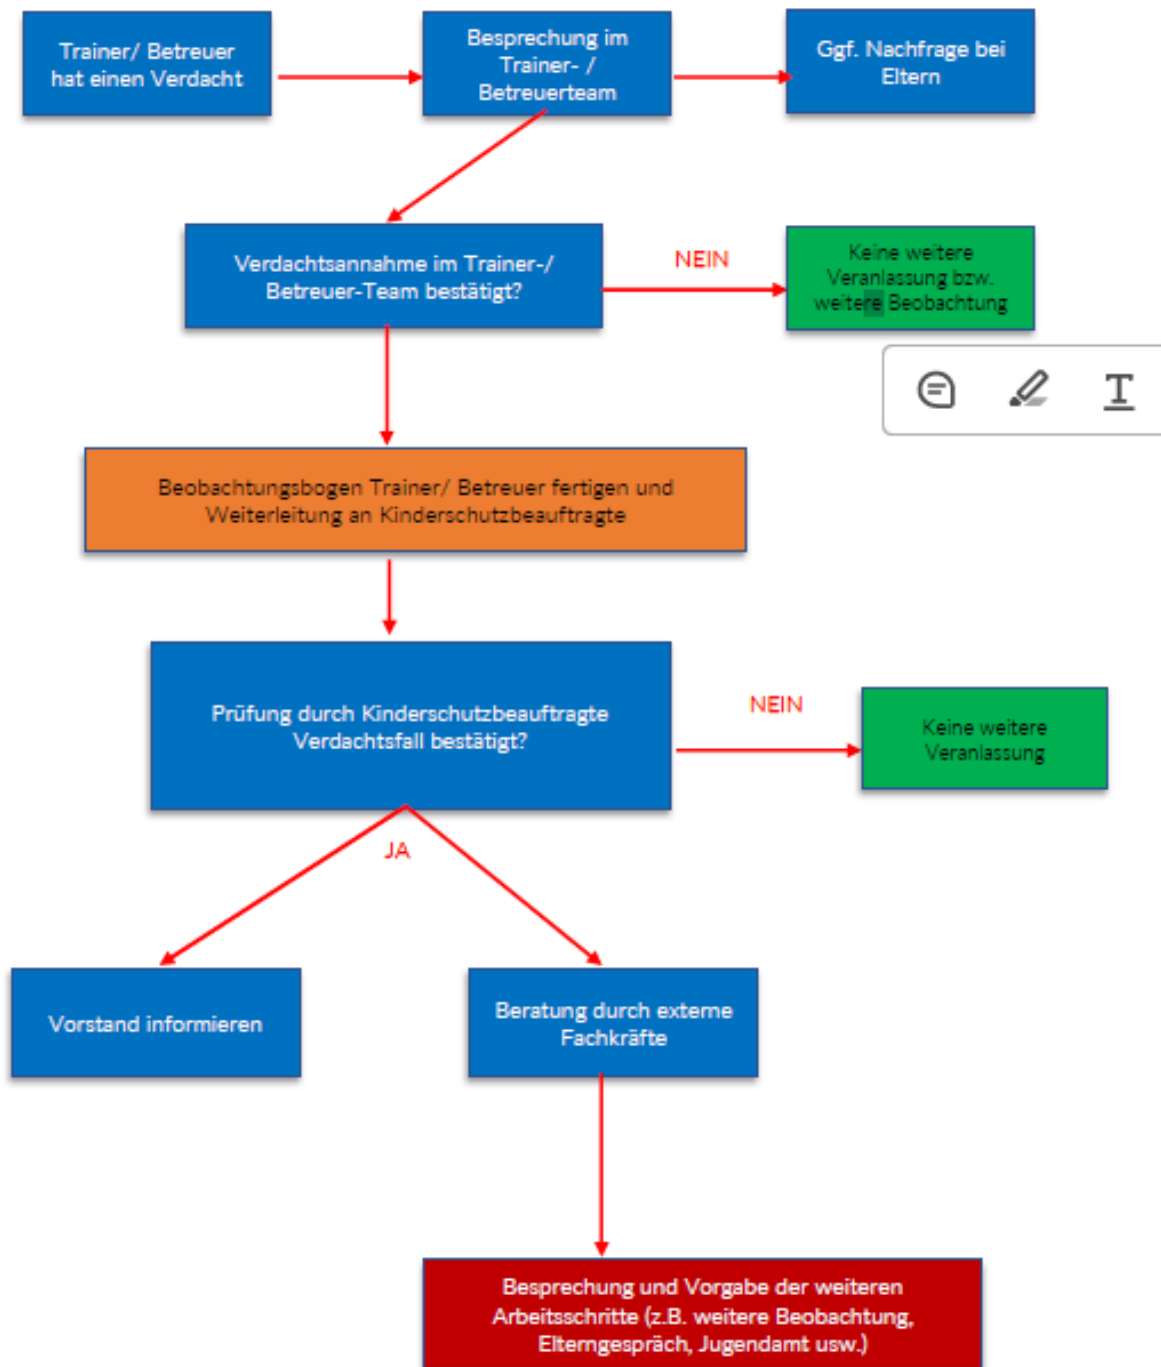 Trainer/ Betreuer
hat einen Verdacht
Besprechung im
Trainer- /
Betreuerteam
Ggf. Nachfrage bei
Eltern
Verdachtsannahme im Trainer-/
Betreuer-Team bestätigt?
NEIN
Keine weitere
Veranlassung bzw.
weitere Beobachtung
T
Beobachtungsbogen Trainer/ Betreuer fertigen und
Weiterleitung an Kinderschutzbeauftragte
Prüfung durch Kinderschutzbeauftragte
Verdachtsfall bestätigt?
NEIN
Keine weitere
Veranlassung
JA
Vorstand informieren
Beratung durch externe
Fachkräfte
Besprechung und Vorgabe der weiteren
Arbeitsschritte (z.B. weitere Beobachtung,
Elterngespräch, Jugendamt usw.)